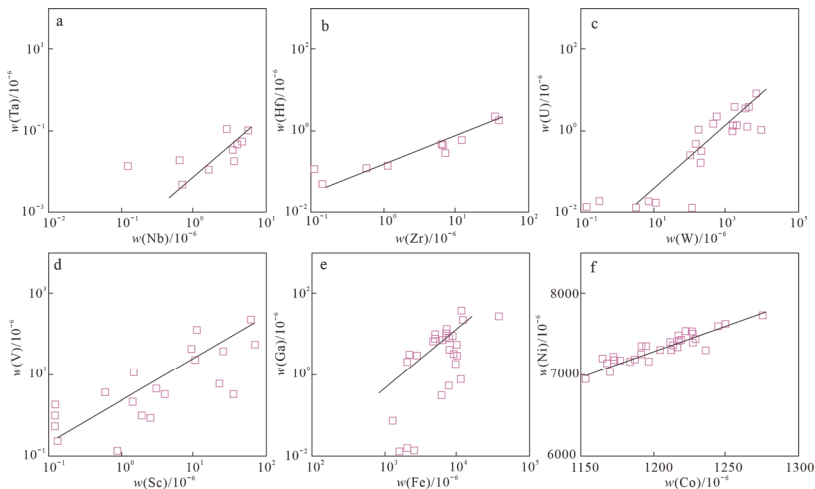 a
10¹
10⁻¹
10⁻³
w(Ta)/10⁻⁶
10⁻² 10⁻¹ 10⁰ 10¹
w(Nb)/10⁻⁶
b
10²
10⁰
10⁻²
w(Hf)/10⁻⁶
10⁻¹ 10⁰ 10¹ 10²
w(Zr)/10⁻⁶
c
10²
10⁰
10⁻²
w(U)/10⁻⁶
10⁻¹ 10¹ 10³ 10⁵
w(W)/10⁻⁶
d
10³
10¹
10⁻¹
w(V)/10⁻⁶
10⁻¹ 10⁰ 10¹ 10²
w(Sc)/10⁻⁶
e
10²
10⁰
10⁻²
w(Ga)/10⁻⁶
10² 10³ 10⁴ 10⁵
w(Fe)/10⁻⁶
f
8000
7000
6000
w(Ni)/10⁻⁶
1150 1200 1250 1300
w(Co)/10⁻⁶